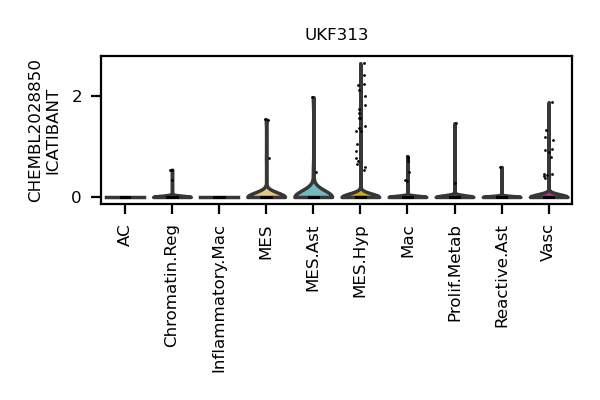 UKF313
CHEMBL2028850
ICATIBANT
2
0
AC
Chromatin.Reg
Inflammatory.Mac
MES
MES.Ast
MES.Hyp
Mac
Prolif.Metab
Reactive.Ast
Vasc